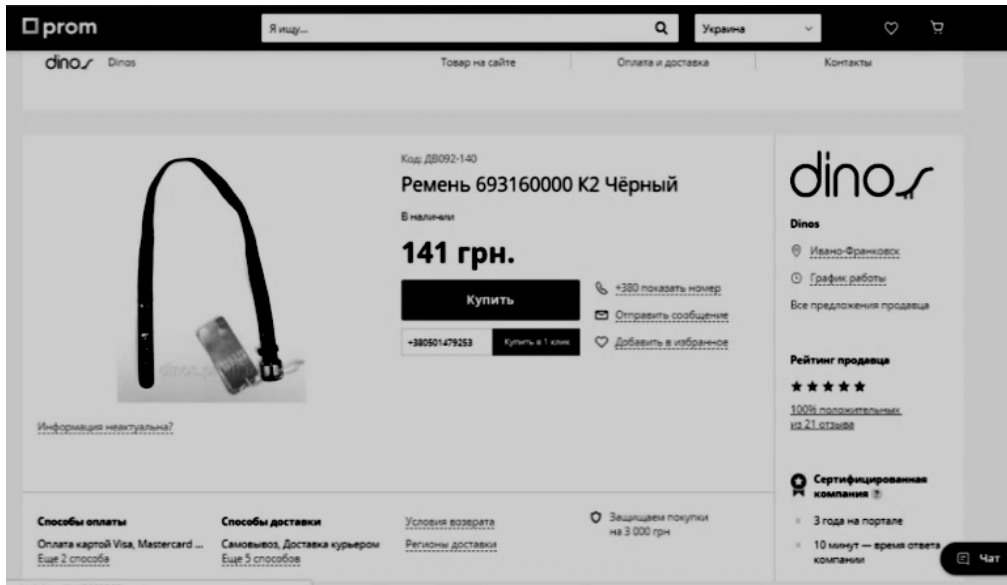 prom
Я ищу...
Украина
dinos Dinos
Товар на сайте
Оплата и доставка
Контакты
Код: ДВ092-140
Ремень 693160000 К2 Чёрный
В наличии
141 грн.
Купить
+380 показать номер
Отправить сообщение
+380501479253
Купить в 1 клик
Добавить в избранное
Информация неактуальна?
dinos
Dinos
Ивано-Франковск
График работы
Все предложения продавца
Рейтинг продавца
100% положительных
из 21 отзыва
Сертифицированная
компания ?
3 года на портале
10 минут — время ответа
компании
Способы оплаты
Оплата картой Visa, Mastercard ...
Еще 2 способа
Способы доставки
Самовывоз, Доставка курьером
Еще 5 способов
Условия возврата
Регионы доставки
Защищаем покупки
на 3 000 грн
Чат